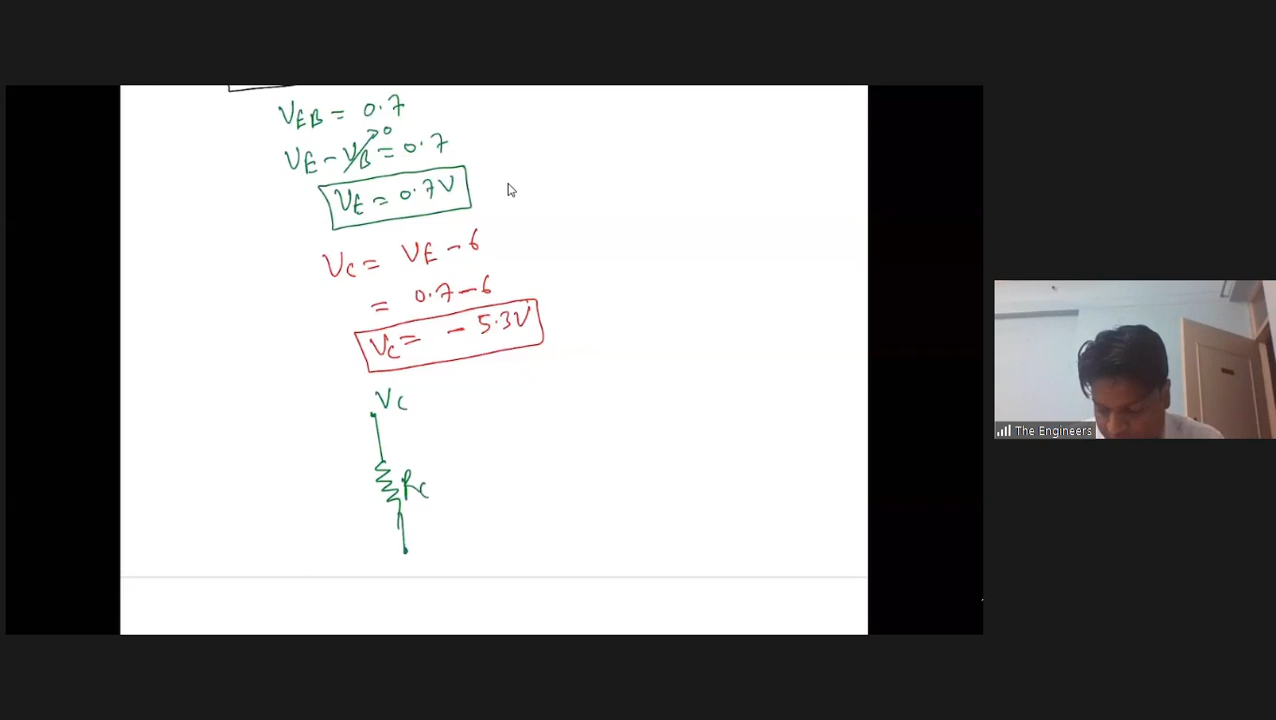 VEB = 0.7
VE - VB = 0.7
0
VE = 0.7V
VC = VE - 6
= 0.7 - 6
VC = - 5.3V
VC
RC
The Engineers